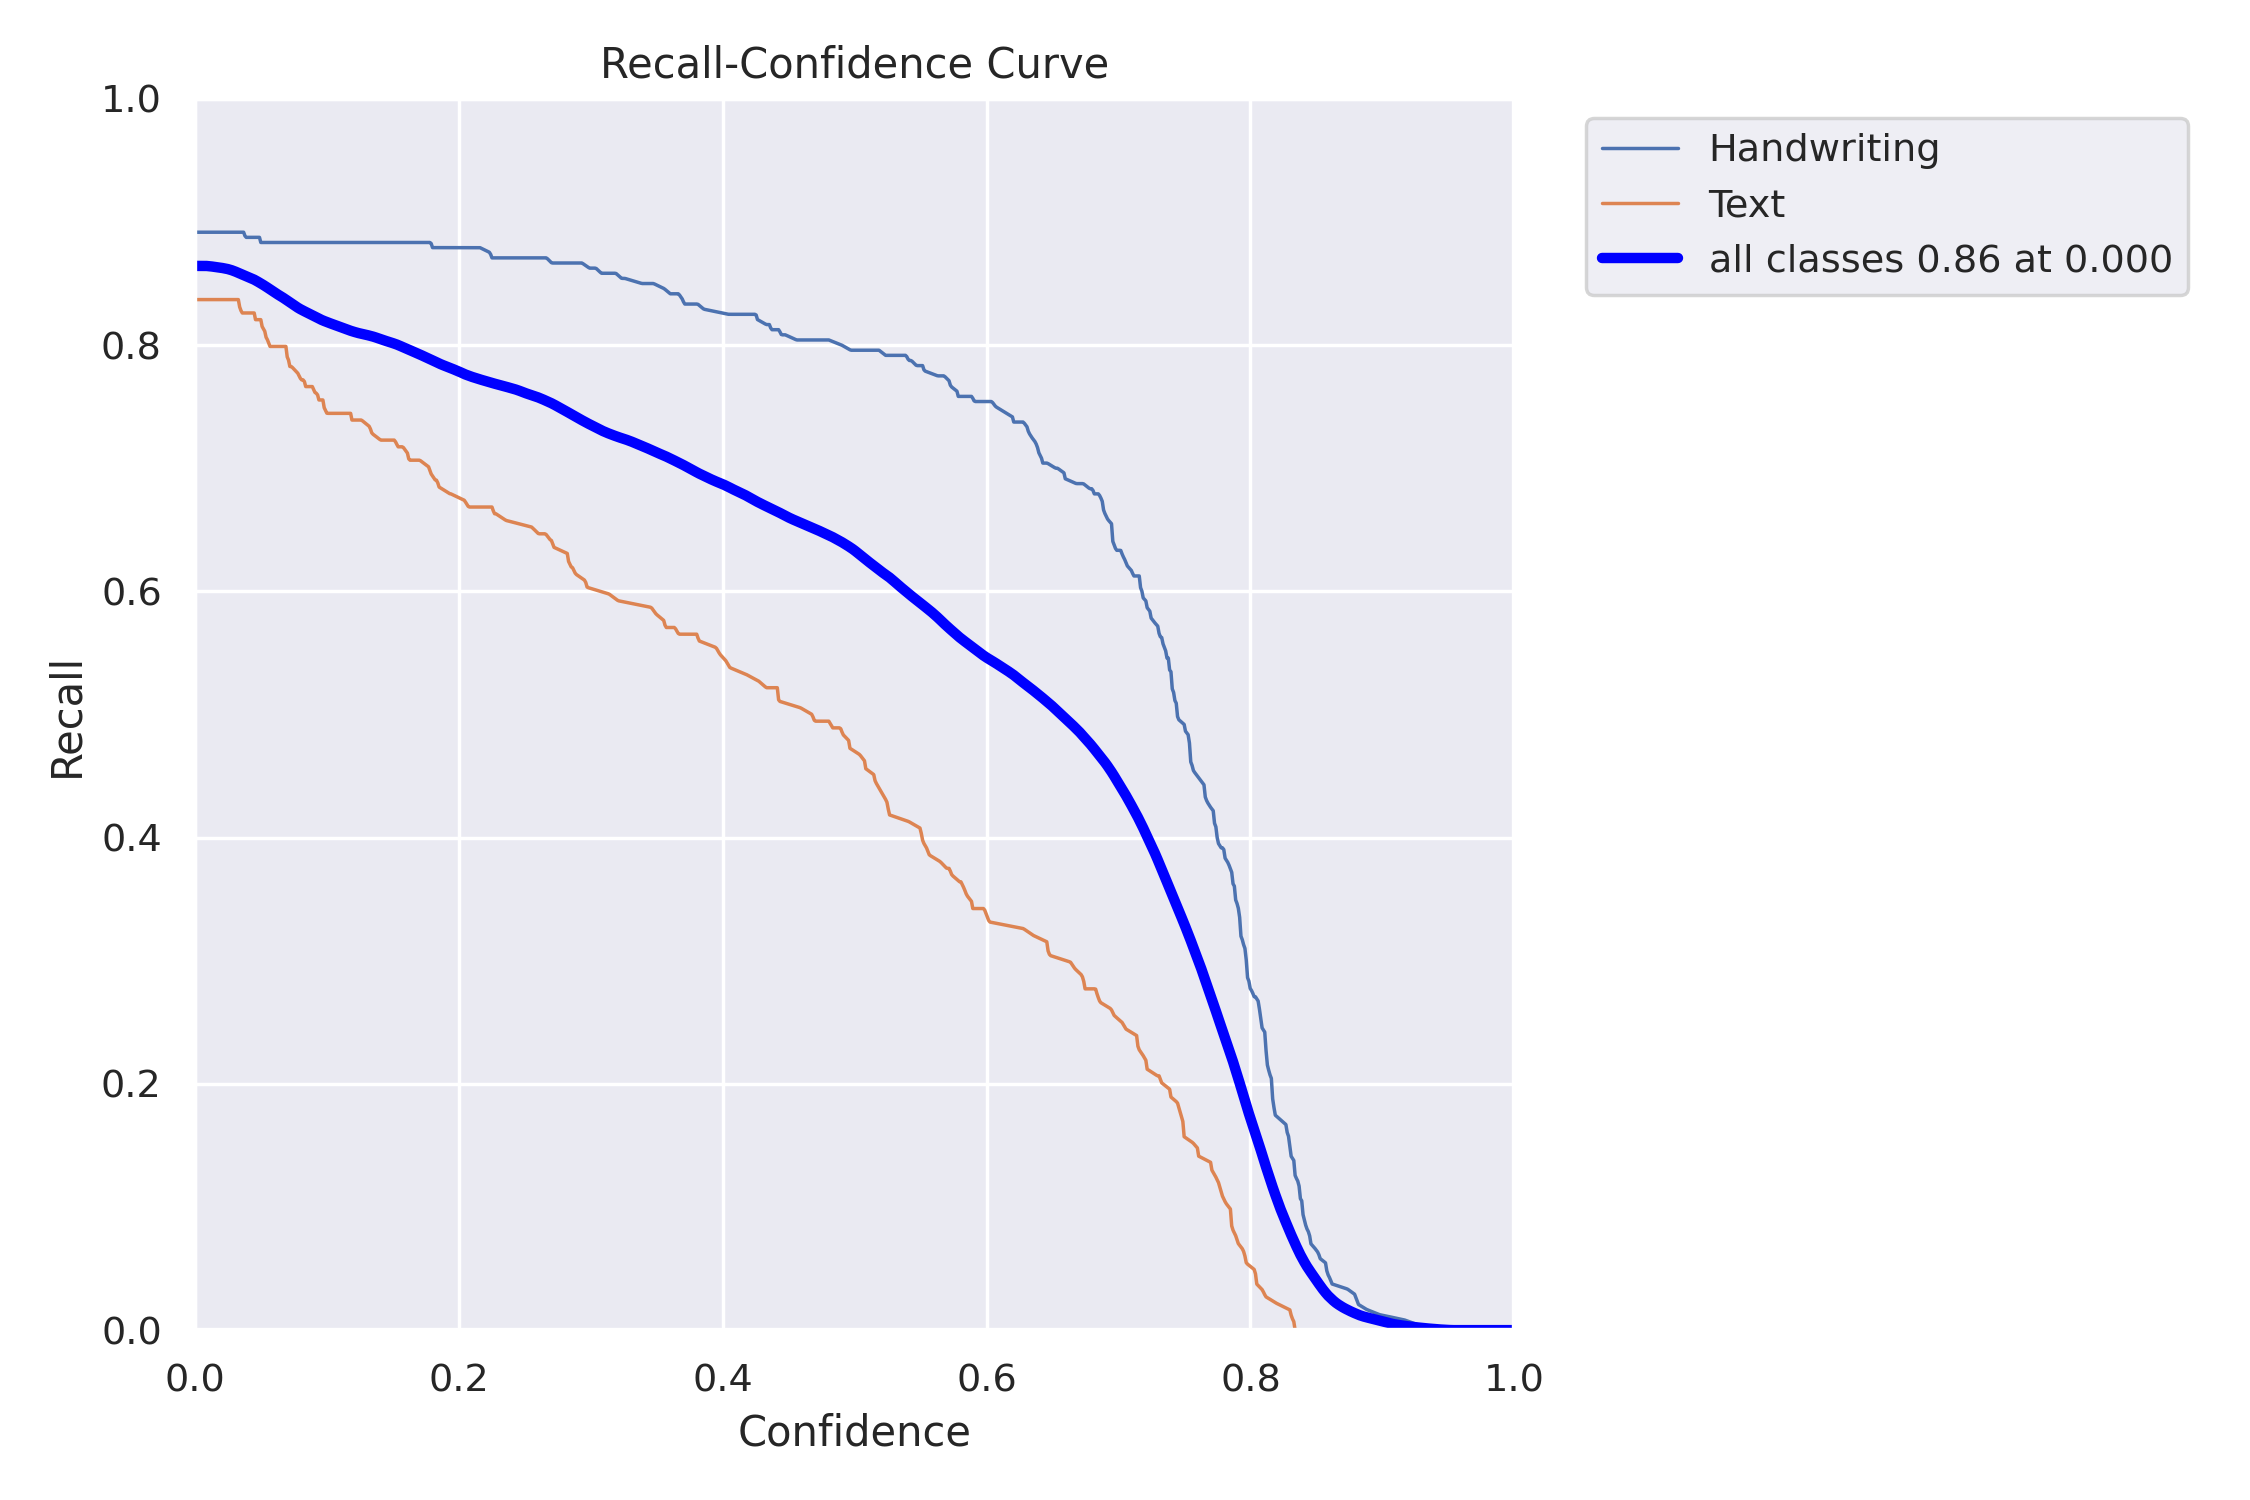 Recall-Confidence Curve
1.0
0.8
0.6
0.4
0.2
0.0
Recall
0.0 0.2 0.4 0.6 0.8 1.0
Confidence
Handwriting
Text
all classes 0.86 at 0.000